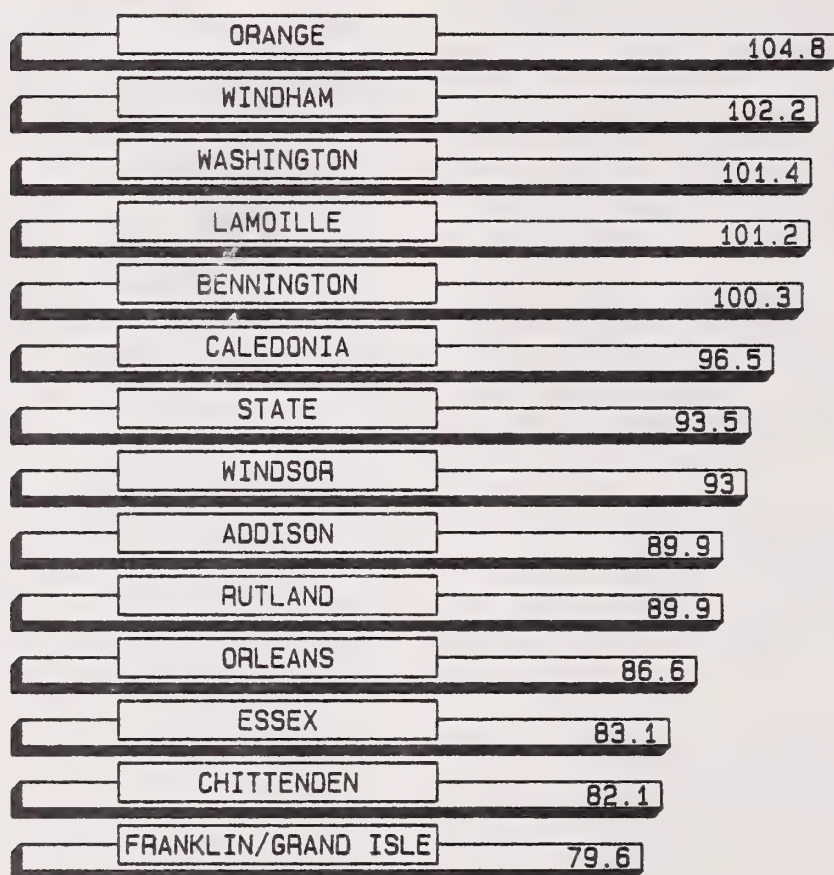 ORANGE 104.8
WINDHAM 102.2
WASHINGTON 101.4
LAMOILLE 101.2
BENNINGTON 100.3
CALEDONIA 96.5
STATE 93.5
WINDSOR 93
ADDISON 89.9
RUTLAND 89.9
ORLEANS 86.6
ESSEX 83.1
CHITTENDEN 82.1
FRANKLIN/GRAND ISLE 79.6